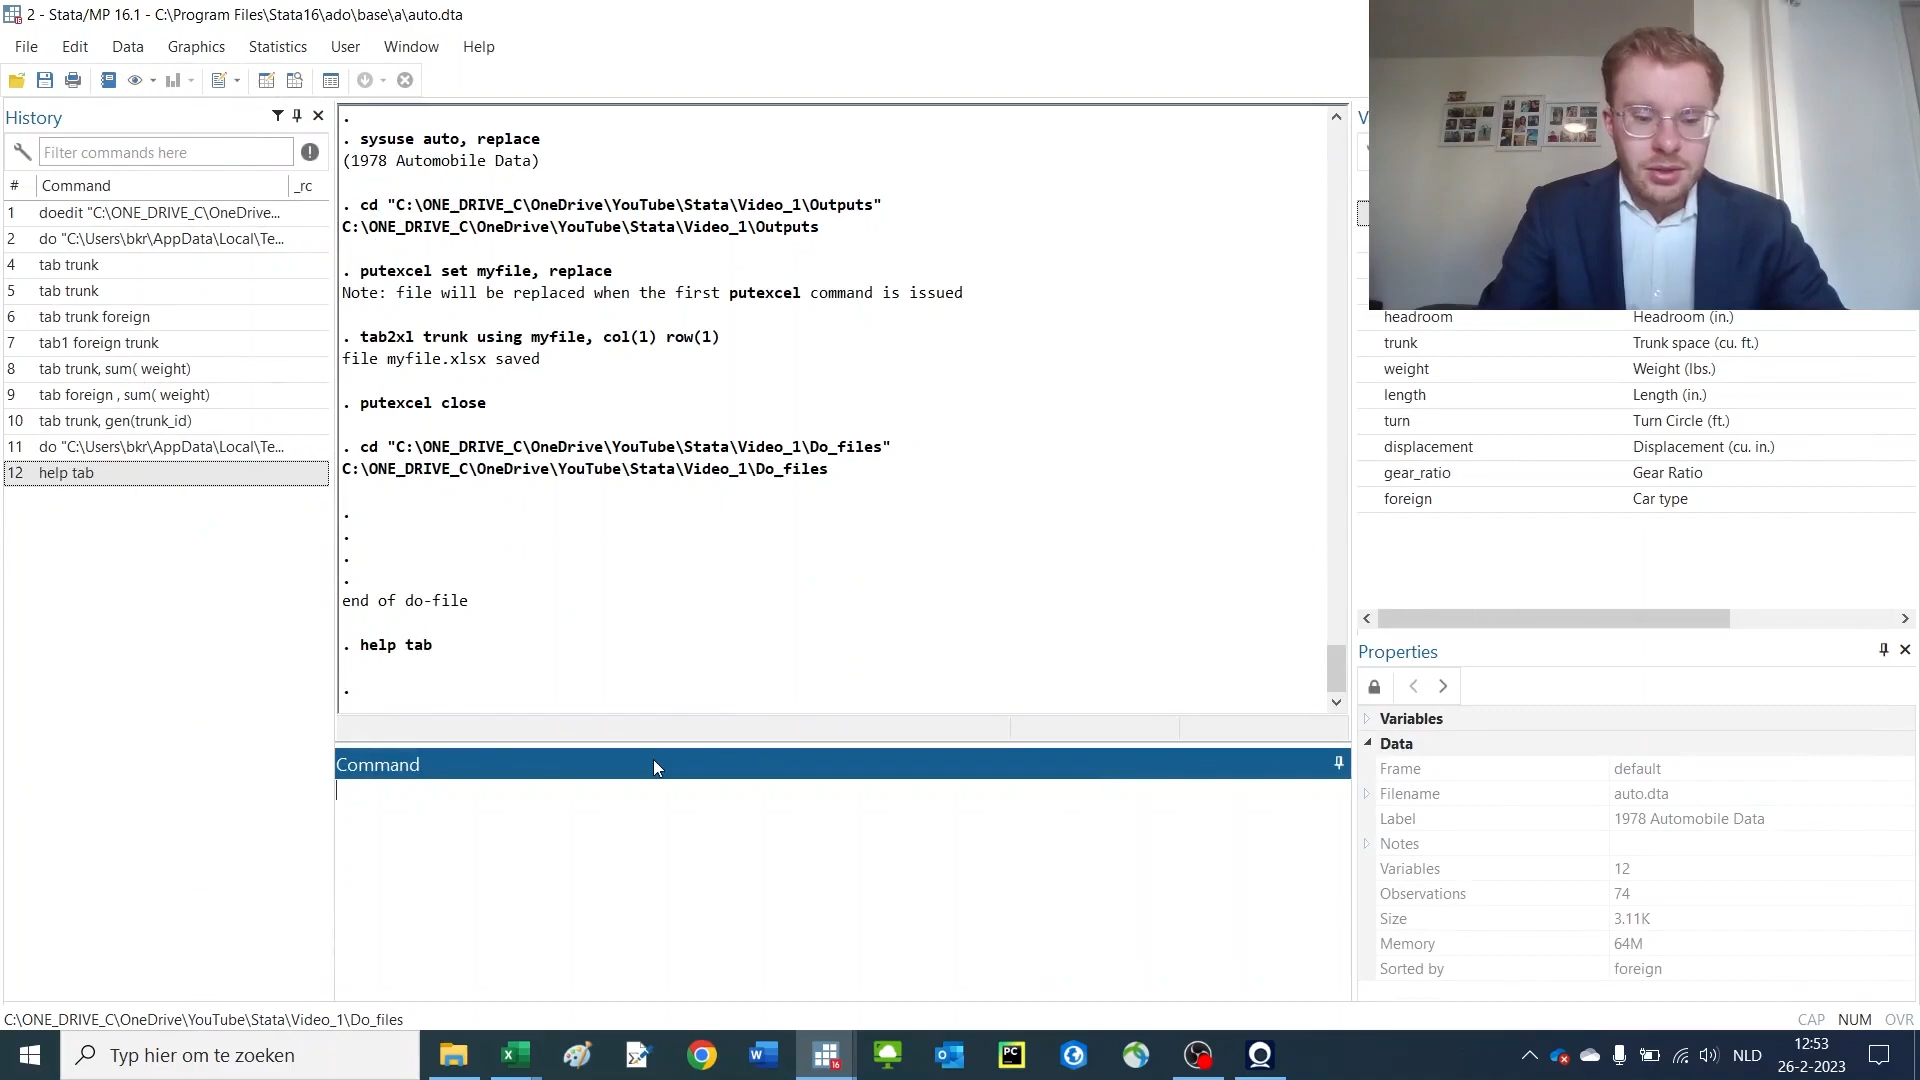 2 - Stata/MP 16.1 - C:\Program Files\Stata16\ado\base\a\auto.dta
File Edit Data Graphics Statistics User Window Help
History
Filter commands here
# Command _rc
1 doedit "C:\ONE_DRIVE_C\OneDrive...
2 do "C:\Users\bkr\AppData\Local\Te...
4 tab trunk
5 tab trunk
6 tab trunk foreign
7 tab1 foreign trunk
8 tab trunk, sum( weight)
9 tab foreign , sum( weight)
10 tab trunk, gen(trunk_id)
11 do "C:\Users\bkr\AppData\Local\Te...
12 help tab
.
. sysuse auto, replace
(1978 Automobile Data)
. cd "C:\ONE_DRIVE_C\OneDrive\YouTube\Stata\Video_1\Outputs"
C:\ONE_DRIVE_C\OneDrive\YouTube\Stata\Video_1\Outputs
. putexcel set myfile, replace
Note: file will be replaced when the first putexcel command is issued
. tab2xl trunk using myfile, col(1) row(1)
file myfile.xlsx saved
. putexcel close
. cd "C:\ONE_DRIVE_C\OneDrive\YouTube\Stata\Video_1\Do_files"
C:\ONE_DRIVE_C\OneDrive\YouTube\Stata\Video_1\Do_files
.
.
.
.
end of do-file
. help tab
.
Command
V
headroom Headroom (in.)
trunk Trunk space (cu. ft.)
weight Weight (lbs.)
length Length (in.)
turn Turn Circle (ft.)
displacement Displacement (cu. in.)
gear_ratio Gear Ratio
foreign Car type
Properties
Variables
Data
Frame default
Filename auto.dta
Label 1978 Automobile Data
Notes
Variables 12
Observations 74
Size 3.11K
Memory 64M
Sorted by foreign
C:\ONE_DRIVE_C\OneDrive\YouTube\Stata\Video_1\Do_files
CAP NUM OVR
Typ hier om te zoeken
16
PC
NLD
12:53
26-2-2023